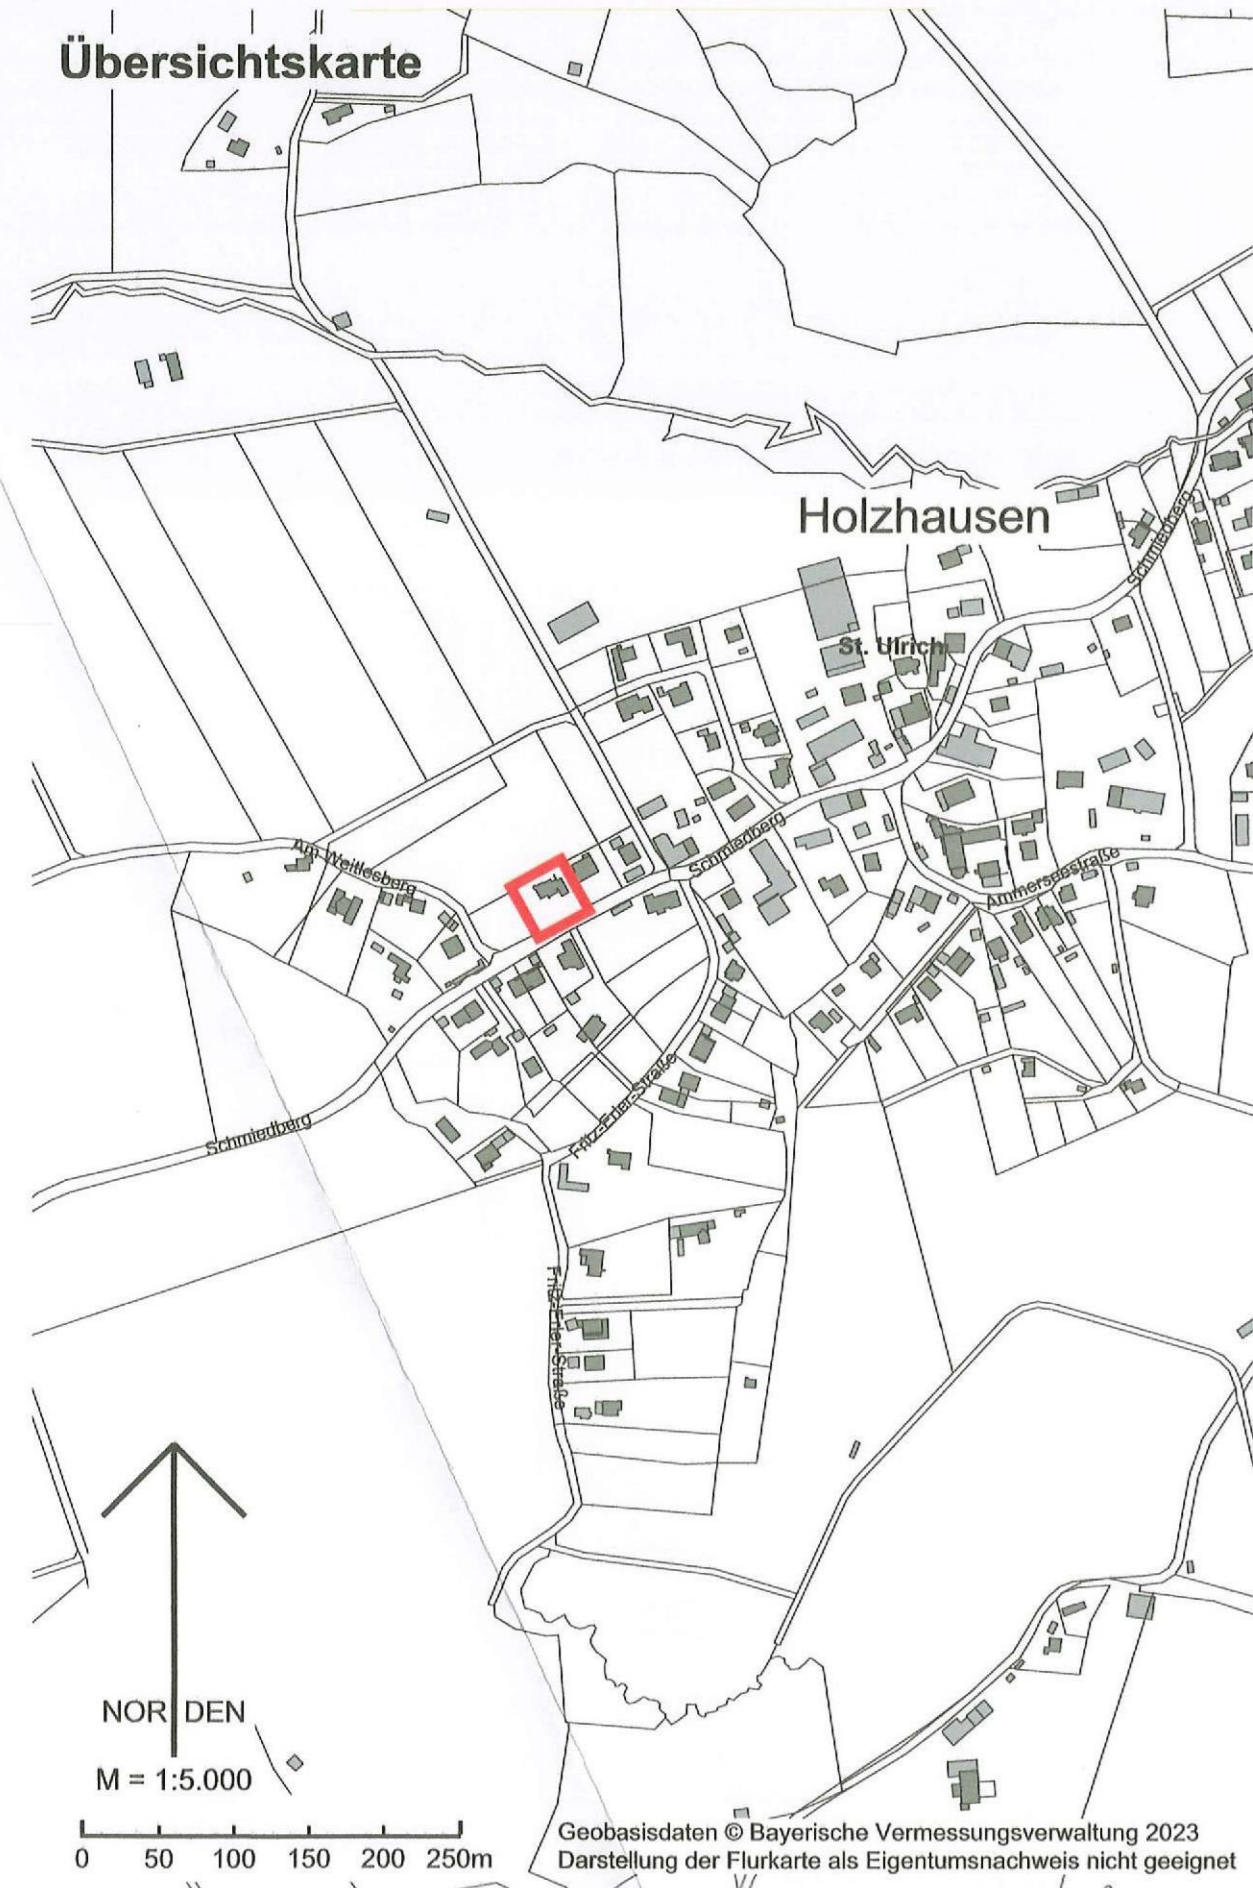 Übersichtskarte
Holzhausen
Schmiedberg
St. Ulrich
Schmiedberg
Am Weitlesberg
Ammerseestraße
Schmiedberg
Fritz-Erler-Straße
Fritz-Erler-Straße
NORDEN
M = 1:5.000
0 50 100 150 200 250m
Geobasisdaten © Bayerische Vermessungsverwaltung 2023
Darstellung der Flurkarte als Eigentumsnachweis nicht geeignet